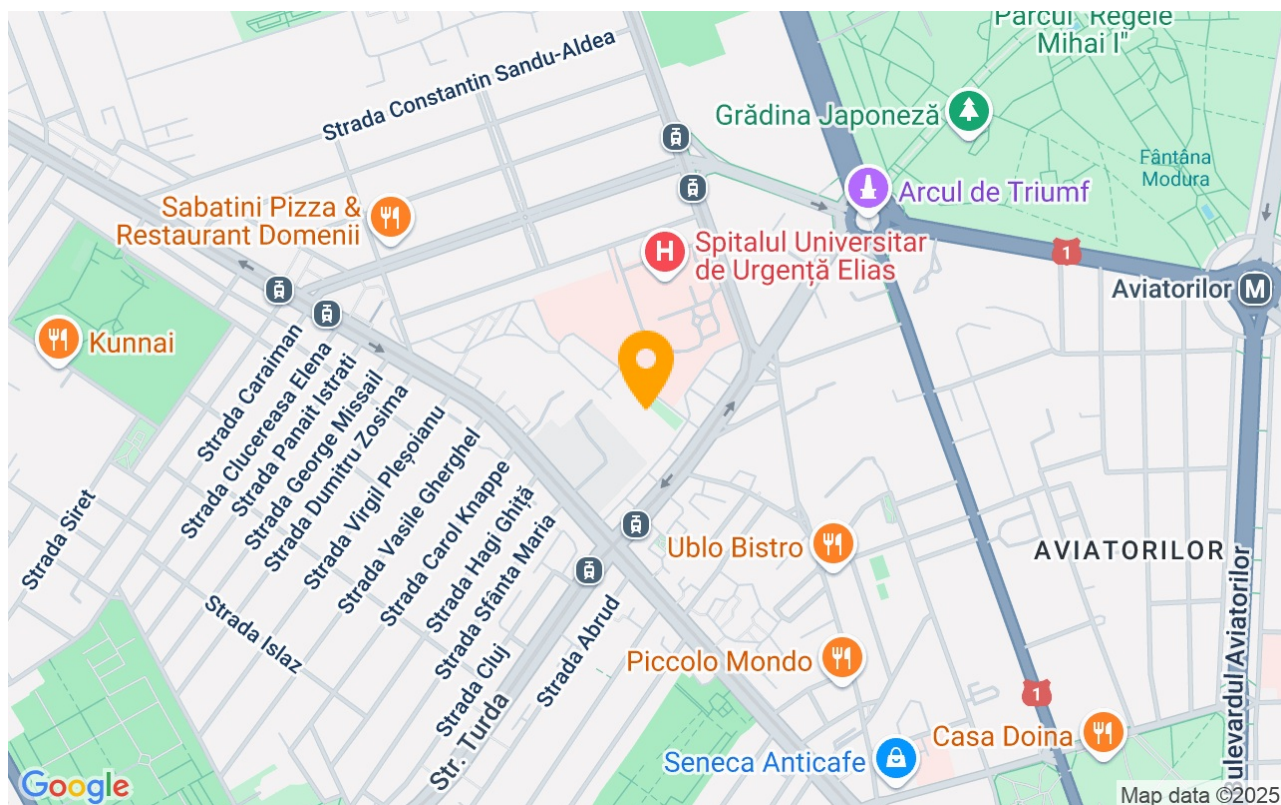 Parcul "Regele
Mihai I"
Strada Constantin Sandu-Aldea
Grădina Japoneză
Fântâna
Modura
Arcul de Triumf
Sabatini Pizza &
Restaurant Domenii
H
Spitalul Universitar
de Urgență Elias
1
Aviatorilor
M
Kunnai
Strada Caraiman
Strada Clucereasa Elena
Strada Panait Istrati
Strada George Missail
Strada Dumitru Zosima
Strada Virgil Pleșoianu
Strada Vasile Gherghel
Strada Carol Knappe
Strada Hagi Ghiță
Strada Sfânta Maria
Strada Siret
Strada Islaz
Strada Cluj
Str. Turda
Strada Abrud
Ublo Bistro
AVIATORILOR
Bulevardul Aviatorilor
Piccolo Mondo
1
Casa Doina
Seneca Anticafe
Google
Map data ©2025